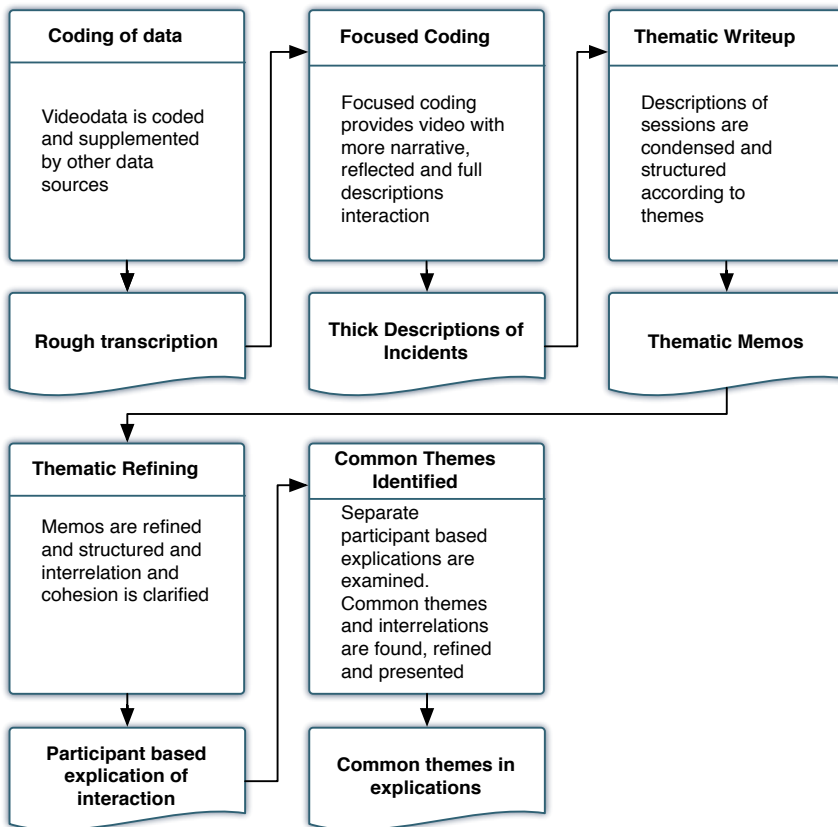 Coding of data
Videodata is coded
and supplemented
by other data
sources
Rough transcription
Focused Coding
Focused coding
provides video with
more narrative,
reflected and full
descriptions
interaction
Thick Descriptions of
Incidents
Thematic Writeup
Descriptions of
sessions are
condensed and
structured
according to
themes
Thematic Memos
Thematic Refining
Memos are refined
and structured and
interrelation and
cohesion is clarified
Participant based
explication of
interaction
Common Themes
Identified
Separate
participant based
explications are
examined.
Common themes
and interrelations
are found, refined
and presented
Common themes in
explications